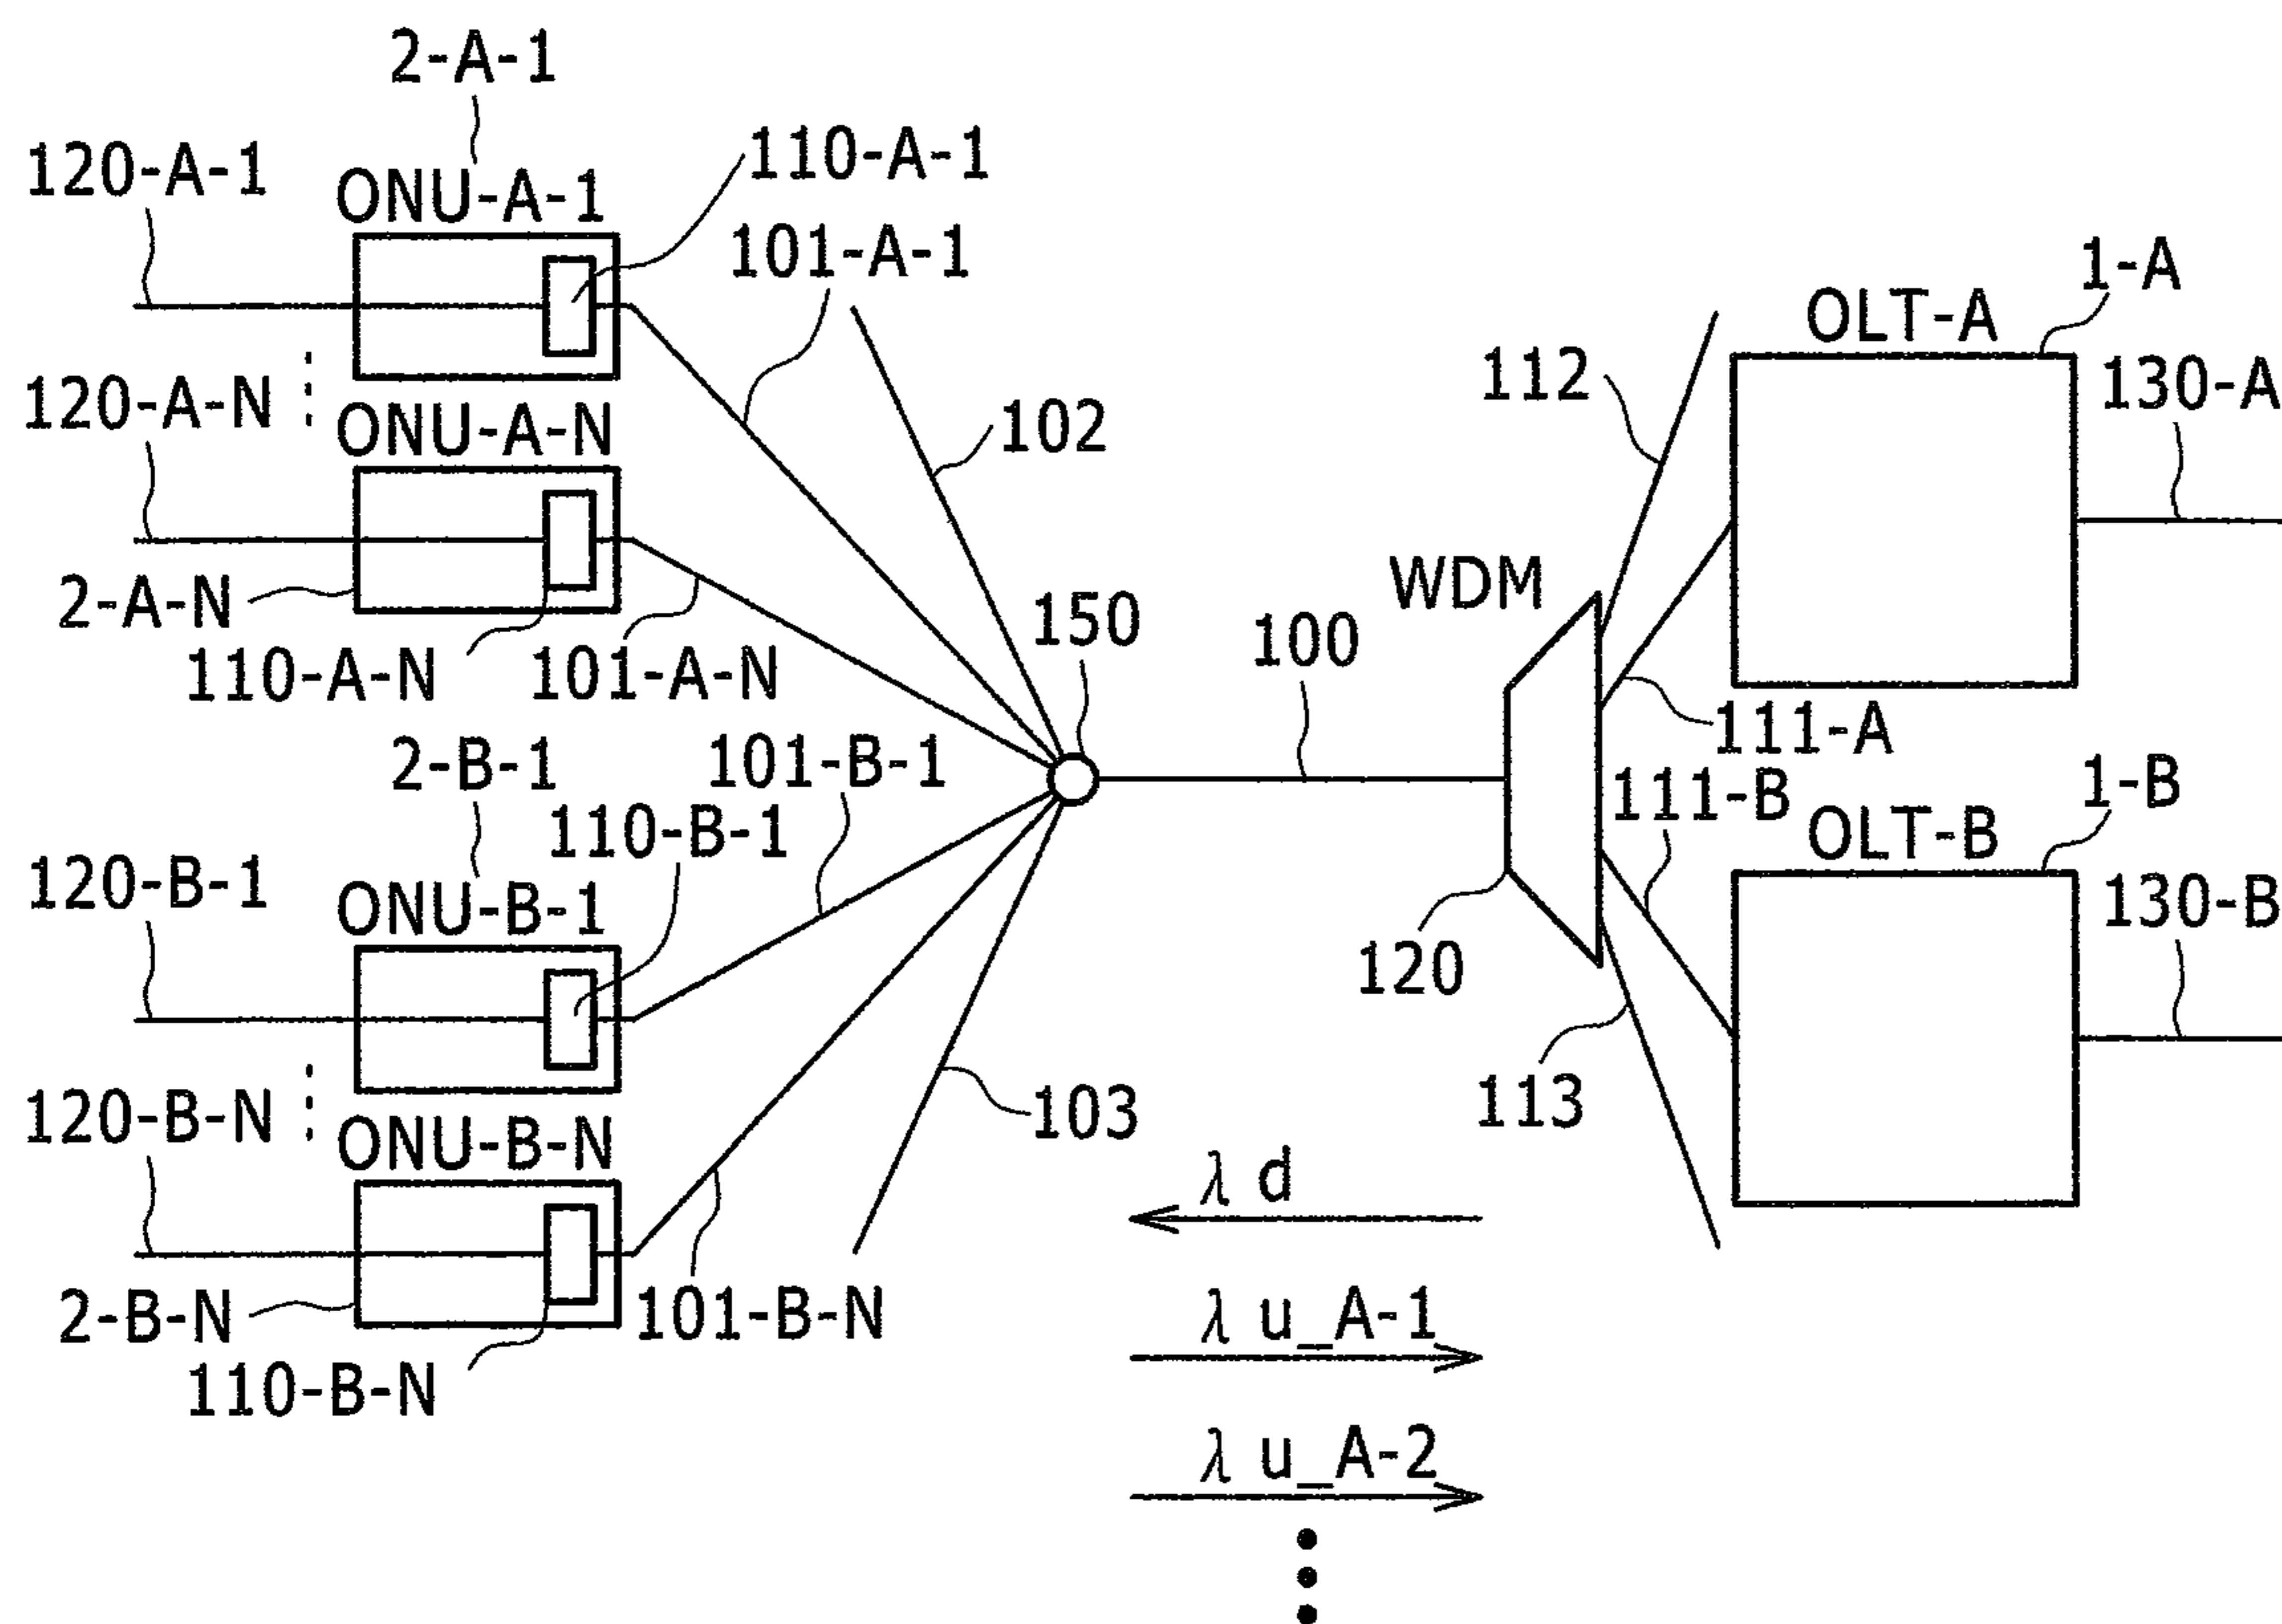 2-A-1
120-A-1
ONU-A-1
110-A-1
101-A-1
120-A-N
ONU-A-N
102
2-A-N
110-A-N
101-A-N
150
100
WDM
112
OLT-A
1-A
130-A
111-A
2-B-1
101-B-1
110-B-1
111-B
120-B-1
ONU-B-1
120
OLT-B
1-B
130-B
113
120-B-N
ONU-B-N
103
2-B-N
101-B-N
110-B-N
λ d
λ u_A-1
λ u_A-2